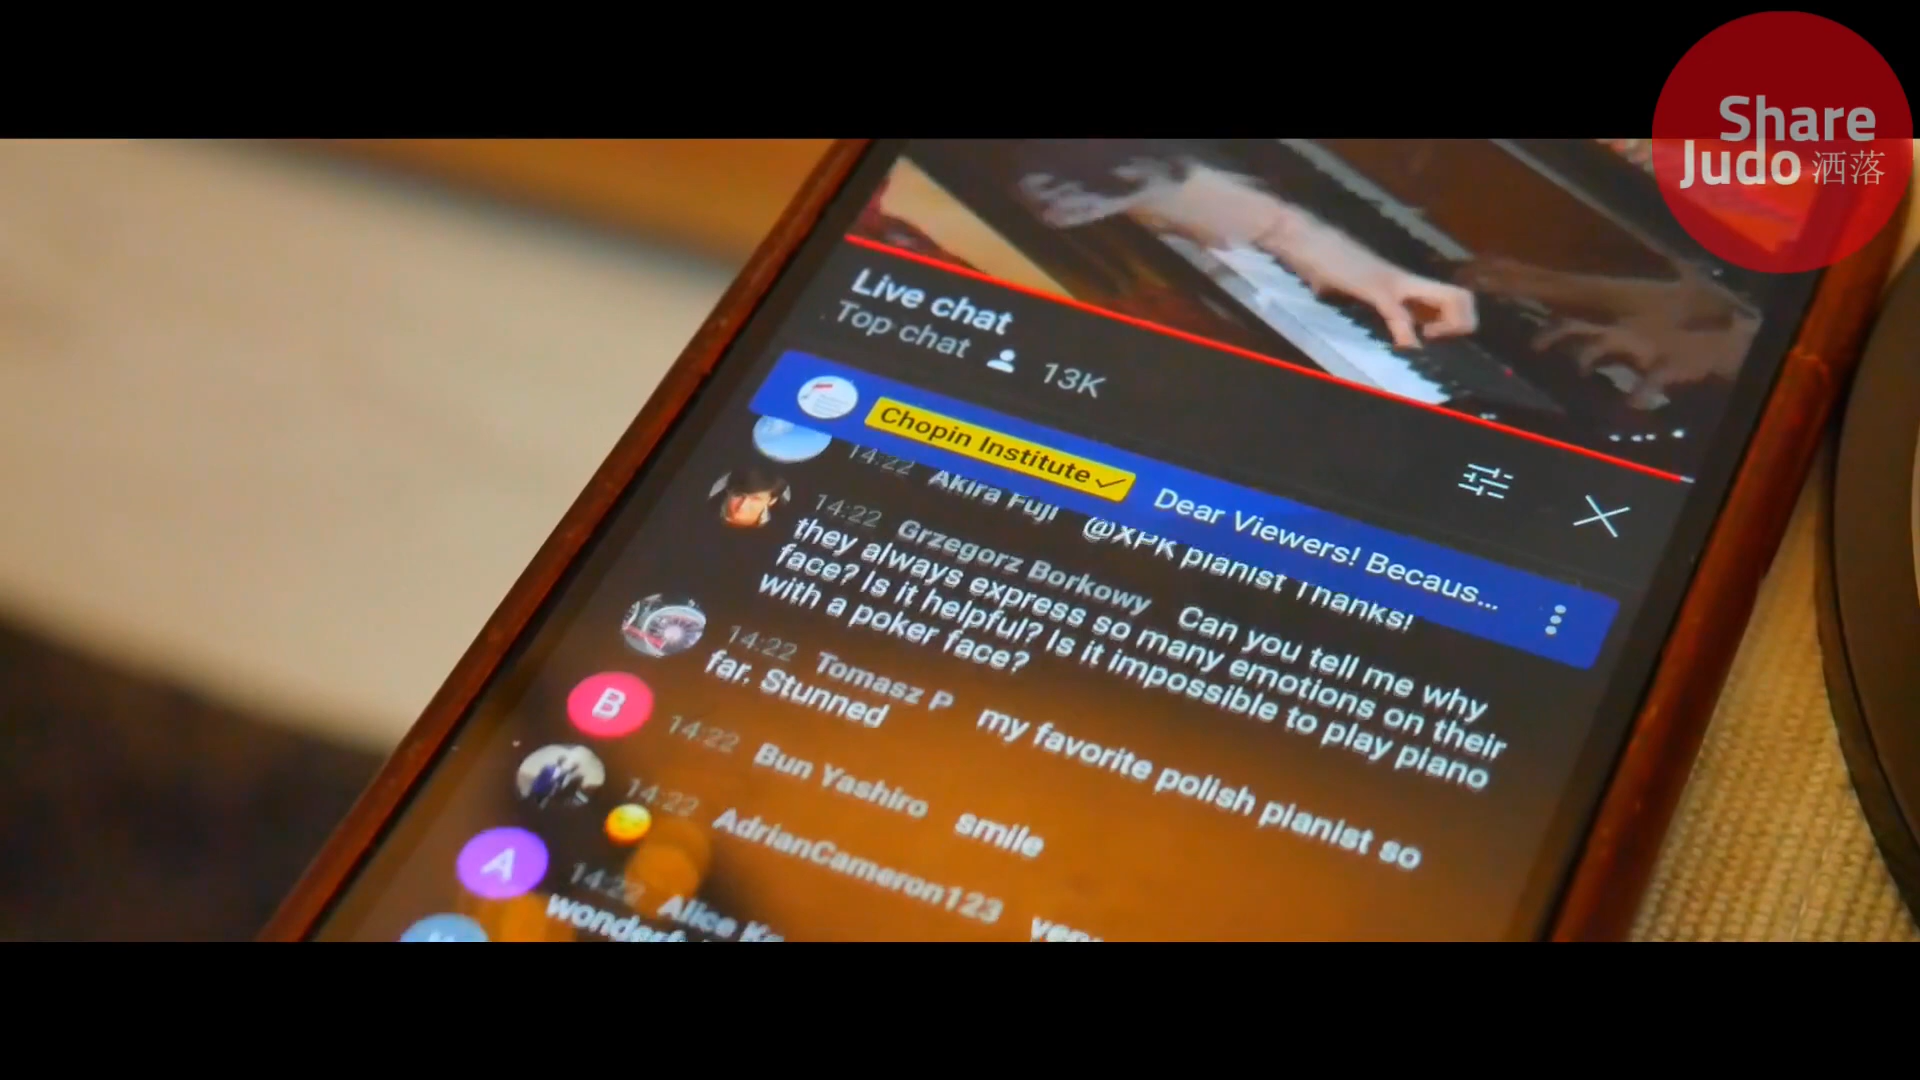 Share
Judo 洒落
Live chat
Top chat 13K
Chopin Institute Dear Viewers! Becaus...
14:22 Akira Fuji @XPK pianist Thanks!
14:22 Grzegorz Borkowy Can you tell me why
they always express so many emotions on their
face? Is it helpful? Is it impossible to play piano
with a poker face?
14:22 Tomasz P my favorite polish pianist so
far. Stunned
B
14:22 Bun Yashiro smile
14:22 AdrianCameron123
A
14:22 Alice